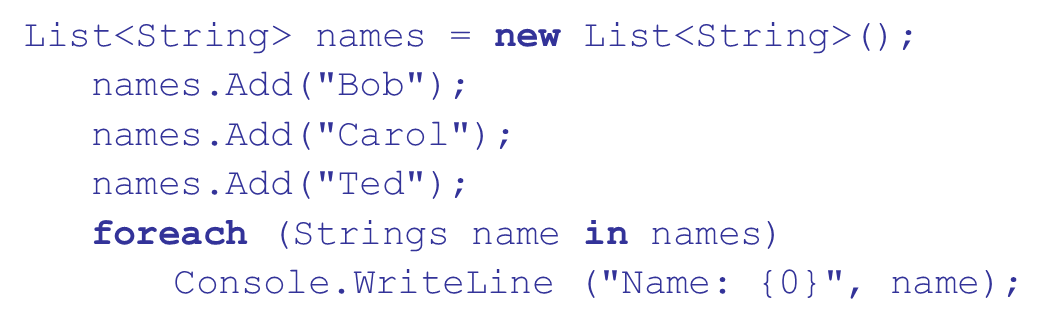 List<String> names = new List<String>();
names.Add("Bob");
names.Add("Carol");
names.Add("Ted");
foreach (Strings name in names)
Console.WriteLine ("Name: {0}", name);